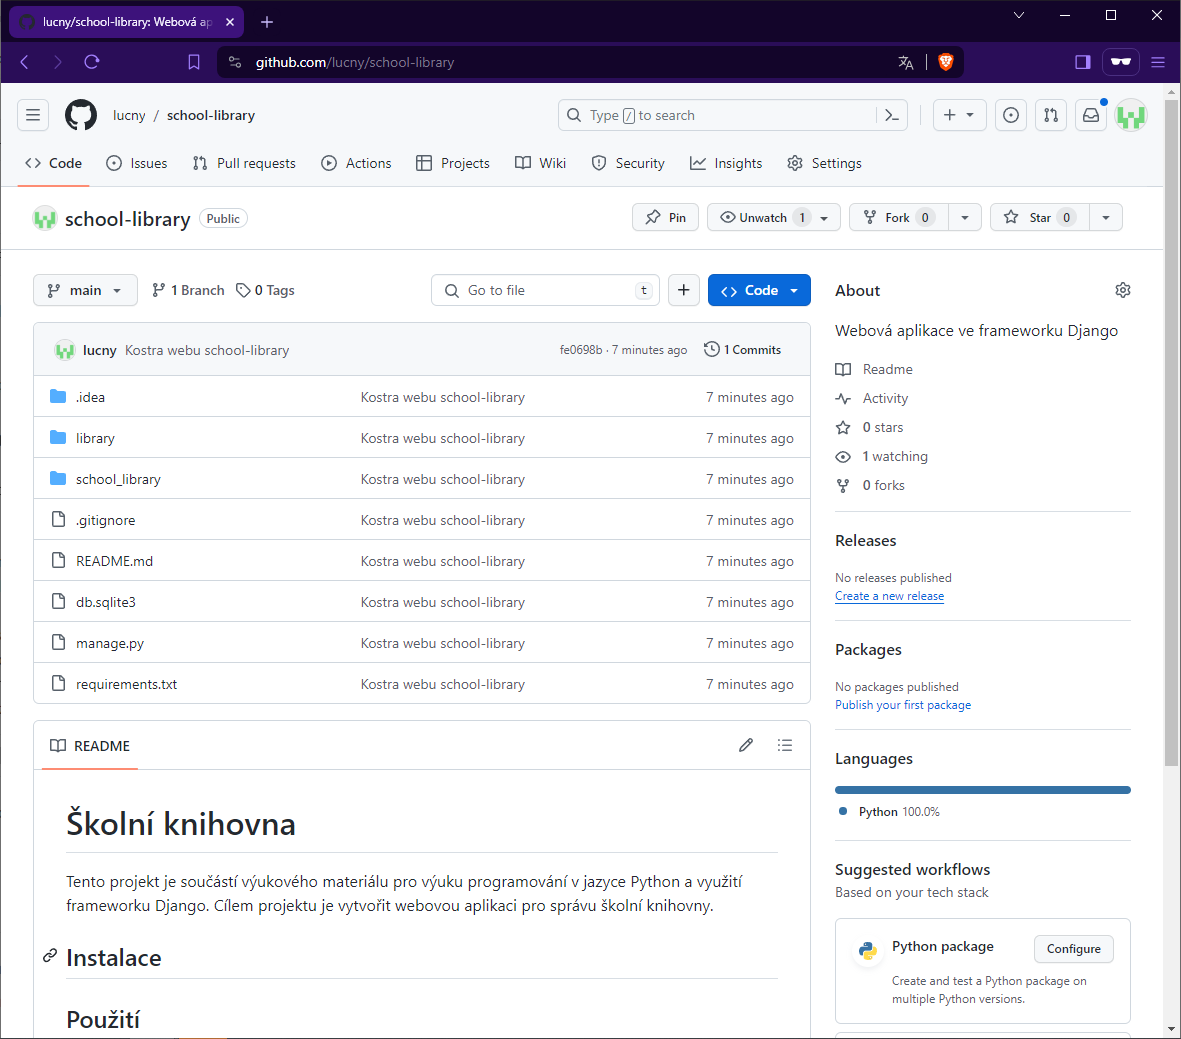 lucny/school-library: Webová ap
github.com/lucny/school-library
lucny / school-library
Type / to search
Code
Issues
Pull requests
Actions
Projects
Wiki
Security
Insights
Settings
school-library Public
Pin
Unwatch 1
Fork 0
Star 0
main
1 Branch
0 Tags
Go to file t
Code
lucny Kostra webu school-library fe0698b · 7 minutes ago 1 Commits
.idea Kostra webu school-library 7 minutes ago
library Kostra webu school-library 7 minutes ago
school_library Kostra webu school-library 7 minutes ago
.gitignore Kostra webu school-library 7 minutes ago
README.md Kostra webu school-library 7 minutes ago
db.sqlite3 Kostra webu school-library 7 minutes ago
manage.py Kostra webu school-library 7 minutes ago
requirements.txt Kostra webu school-library 7 minutes ago
README
Školní knihovna
Tento projekt je součástí výukového materiálu pro výuku programování v jazyce Python a využití
frameworku Django. Cílem projektu je vytvořit webovou aplikaci pro správu školní knihovny.
Instalace
Použití
About
Webová aplikace ve frameworku Django
Readme
Activity
0 stars
1 watching
0 forks
Releases
No releases published
Create a new release
Packages
No packages published
Publish your first package
Languages
Python 100.0%
Suggested workflows
Based on your tech stack
Python package
Configure
Create and test a Python package on
multiple Python versions.